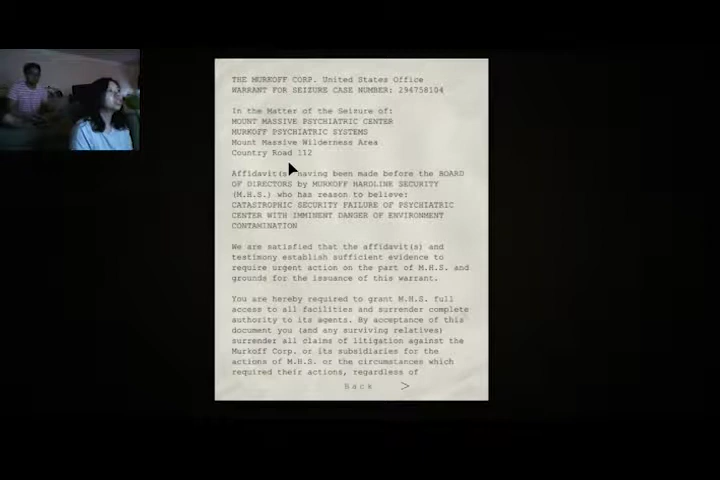 THE MURKOFF CORP. United States Office
WARRANT FOR SEIZURE CASE NUMBER: 294758104
In the Matter of the Seizure of:
MOUNT MASSIVE PSYCHIATRIC CENTER
MURKOFF PSYCHIATRIC SYSTEMS
Mount Massive Wilderness Area
Country Road 112
Affidavit(s) having been made before the BOARD
OF DIRECTORS by MURKOFF HARDLINE SECURITY
(M.H.S.) who has reason to believe:
CATASTROPHIC SECURITY FAILURE OF PSYCHIATRIC
CENTER WITH IMMINENT DANGER OF ENVIRONMENT
CONTAMINATION
We are satisfied that the affidavit(s) and
testimony establish sufficient evidence to
require urgent action on the part of M.H.S. and
grounds for the issuance of this warrant.
You are hereby required to grant M.H.S. full
access to all facilities and surrender complete
authority to its agents. By acceptance of this
document you (and any surviving relatives)
surrender all claims of litigation against the
Murkoff Corp. or its subsidiaries for the
actions of M.H.S. or the circumstances which
required their actions, regardless of
Back >